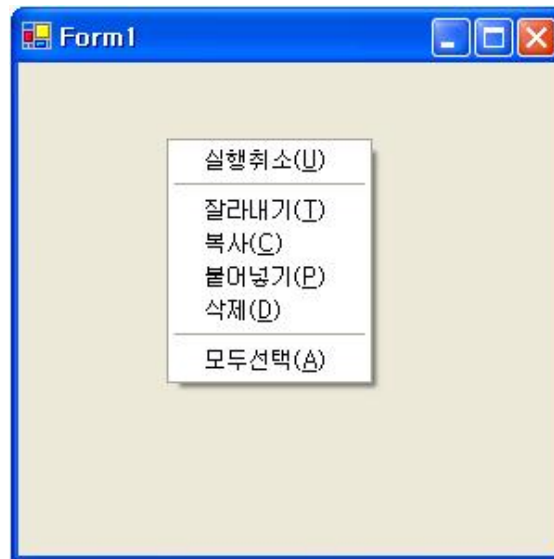 Form1
실행취소(U)
잘라내기(T)
복사(C)
붙여넣기(P)
삭제(D)
모두선택(A)